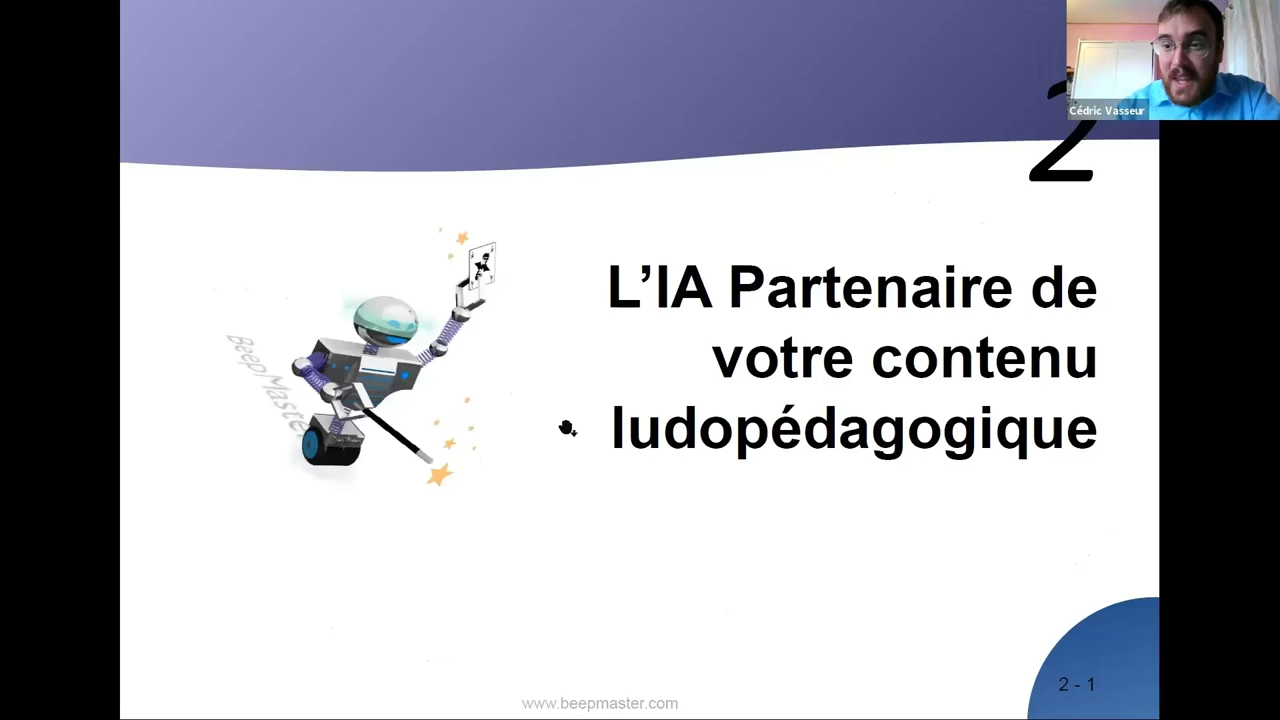 Cédric Vasseur
2
L’IA Partenaire de
votre contenu
ludopédagogique
BeepMaster
www.beepmaster.com
2 - 1